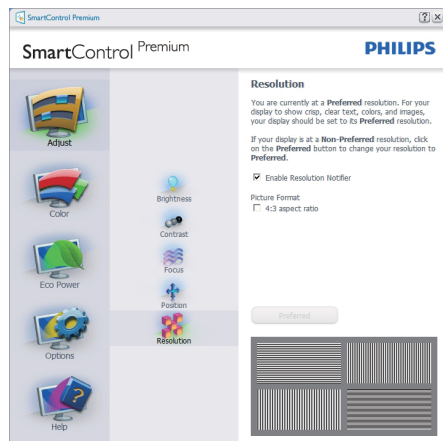 SmartControl Premium
SmartControl Premium
PHILIPS
Adjust
Color
Eco Power
Options
Help
Brightness
Contrast
Focus
Position
Resolution
Resolution
You are currently at a Preferred resolution. For your
display to show crisp, clear text, colors, and images,
your display should be set to its Preferred resolution.
If your display is at a Non-Preferred resolution, click
on the Preferred button to change your resolution to
Preferred.
Enable Resolution Notifier
Picture Format
4:3 aspect ratio
Preferred